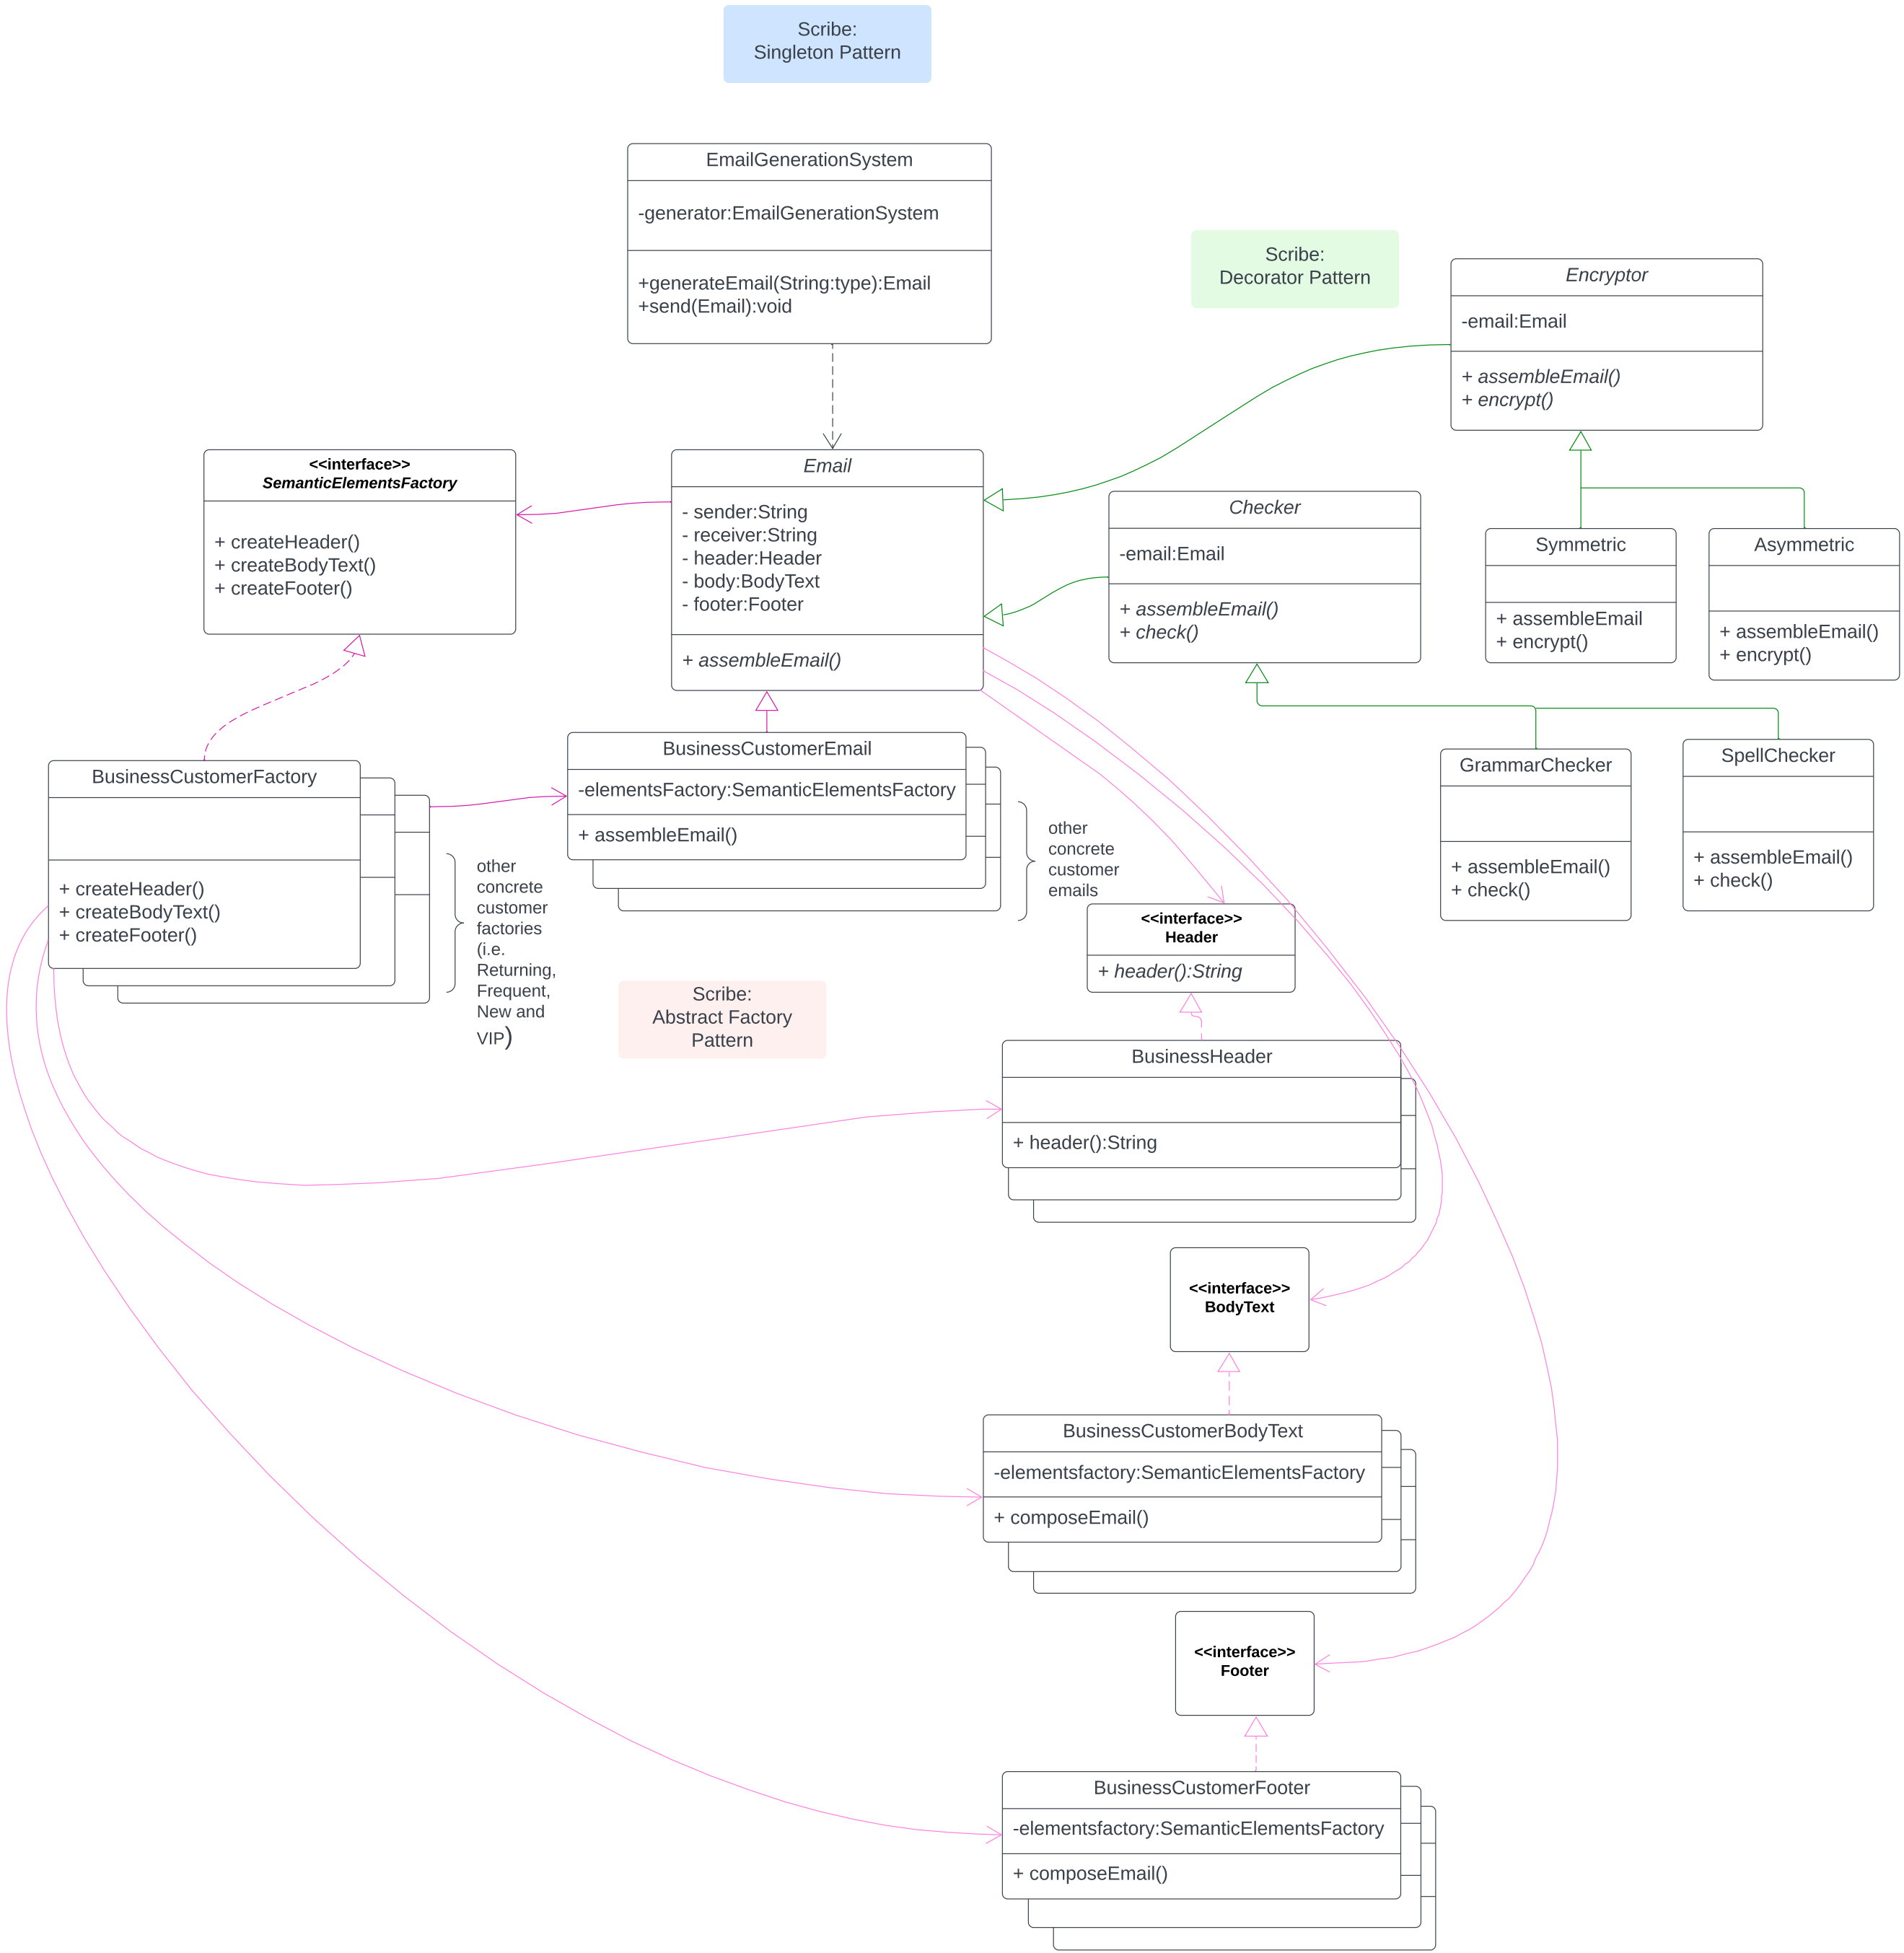 Scribe:
Singleton Pattern
EmailGenerationSystem
-generator:EmailGenerationSystem
+generateEmail(String:type):Email
+send(Email):void
Scribe:
Decorator Pattern
Encryptor
-email:Email
+ assembleEmail()
+ encrypt()
<<interface>>
SemanticElementsFactory
+ createHeader()
+ createBodyText()
+ createFooter()
Email
- sender:String
- receiver:String
- header:Header
- body:BodyText
- footer:Footer
+ assembleEmail()
Checker
-email:Email
+ assembleEmail()
+ check()
Symmetric
+ assembleEmail
+ encrypt()
Asymmetric
+ assembleEmail()
+ encrypt()
BusinessCustomerFactory
+ createHeader()
+ createBodyText()
+ createFooter()
other
concrete
customer
factories
(i.e.
Returning,
Frequent,
New and
VIP)
BusinessCustomerEmail
-elementsFactory:SemanticElementsFactory
+ assembleEmail()
other
concrete
customer
emails
GrammarChecker
+ assembleEmail()
+ check()
SpellChecker
+ assembleEmail()
+ check()
Scribe:
Abstract Factory
Pattern
<<interface>>
Header
+ header():String
BusinessHeader
+ header():String
<<interface>>
BodyText
BusinessCustomerBodyText
-elementsfactory:SemanticElementsFactory
+ composeEmail()
<<interface>>
Footer
BusinessCustomerFooter
-elementsfactory:SemanticElementsFactory
+ composeEmail()